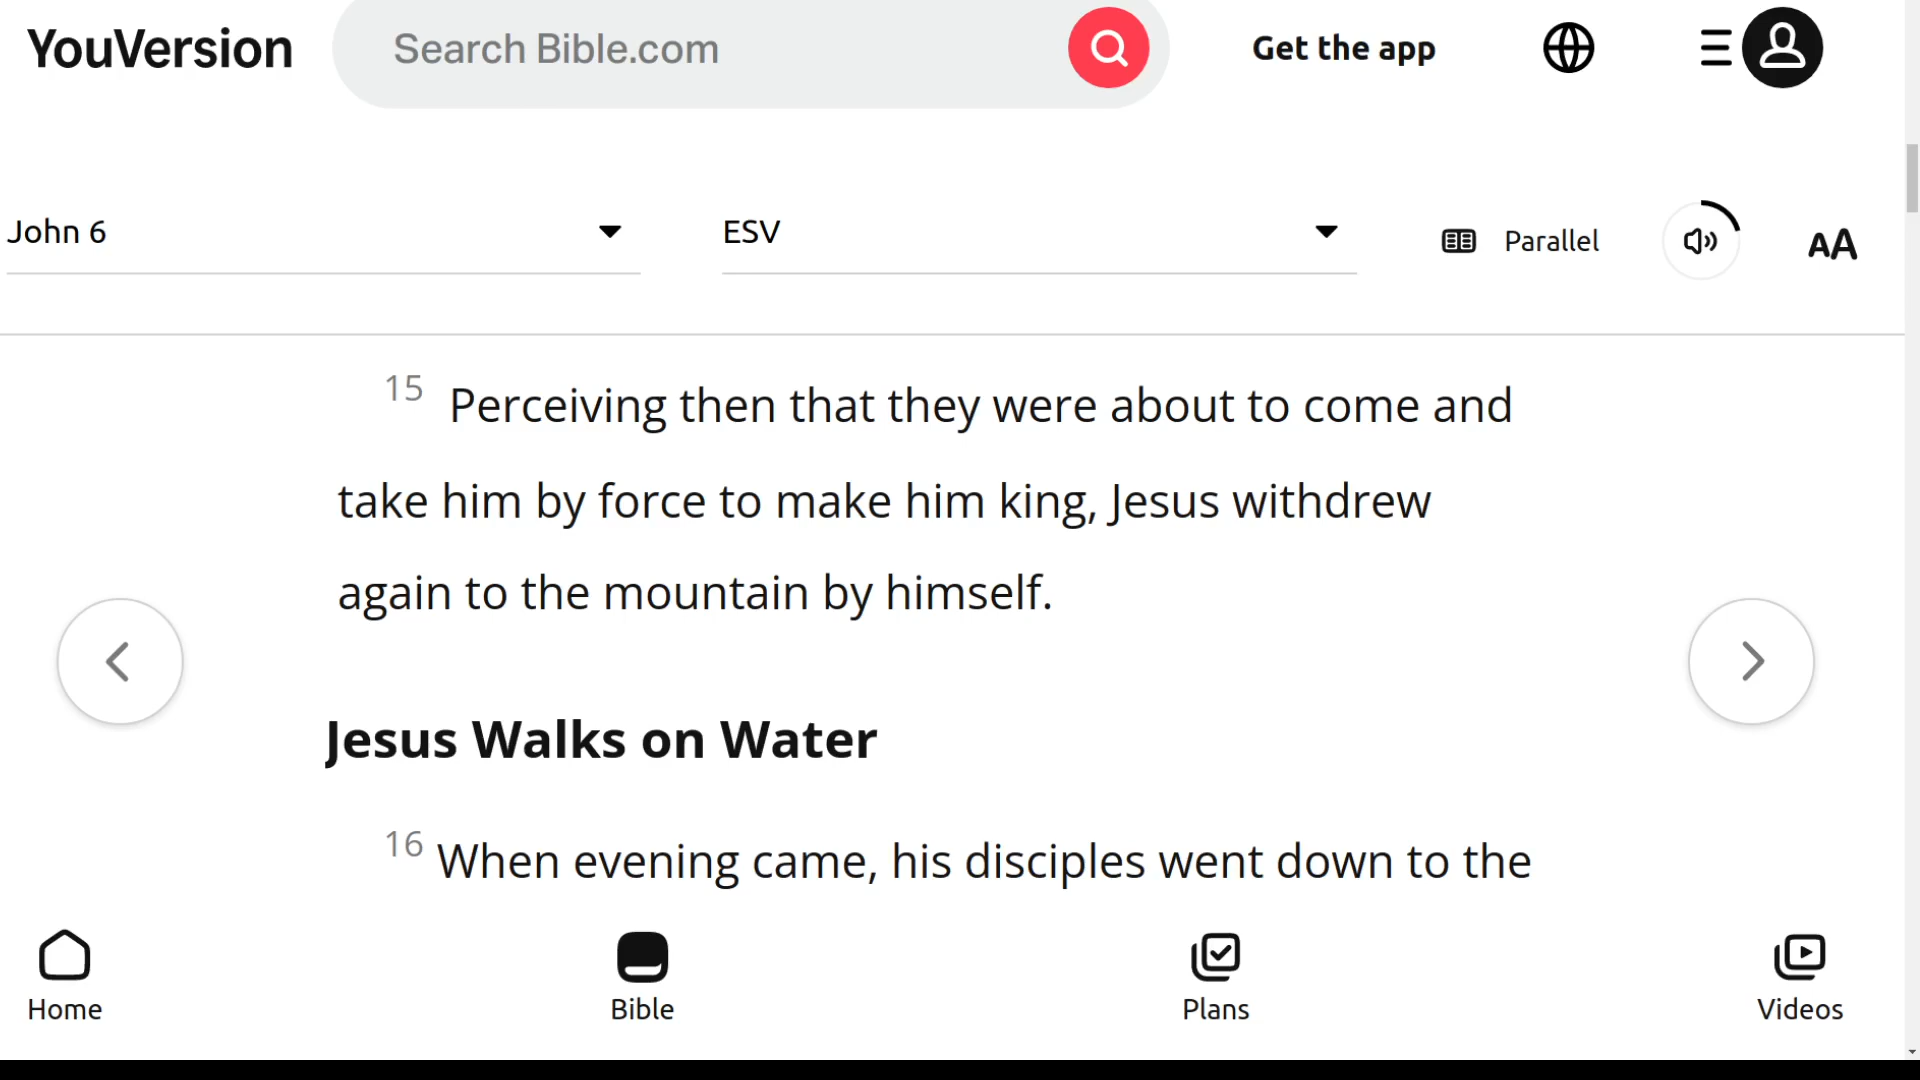 YouVersion
Search Bible.com
Get the app
John 6
ESV
Parallel
AA
15 Perceiving then that they were about to come and
take him by force to make him king, Jesus withdrew
again to the mountain by himself.
Jesus Walks on Water
16 When evening came, his disciples went down to the
Home
Bible
Plans
Videos